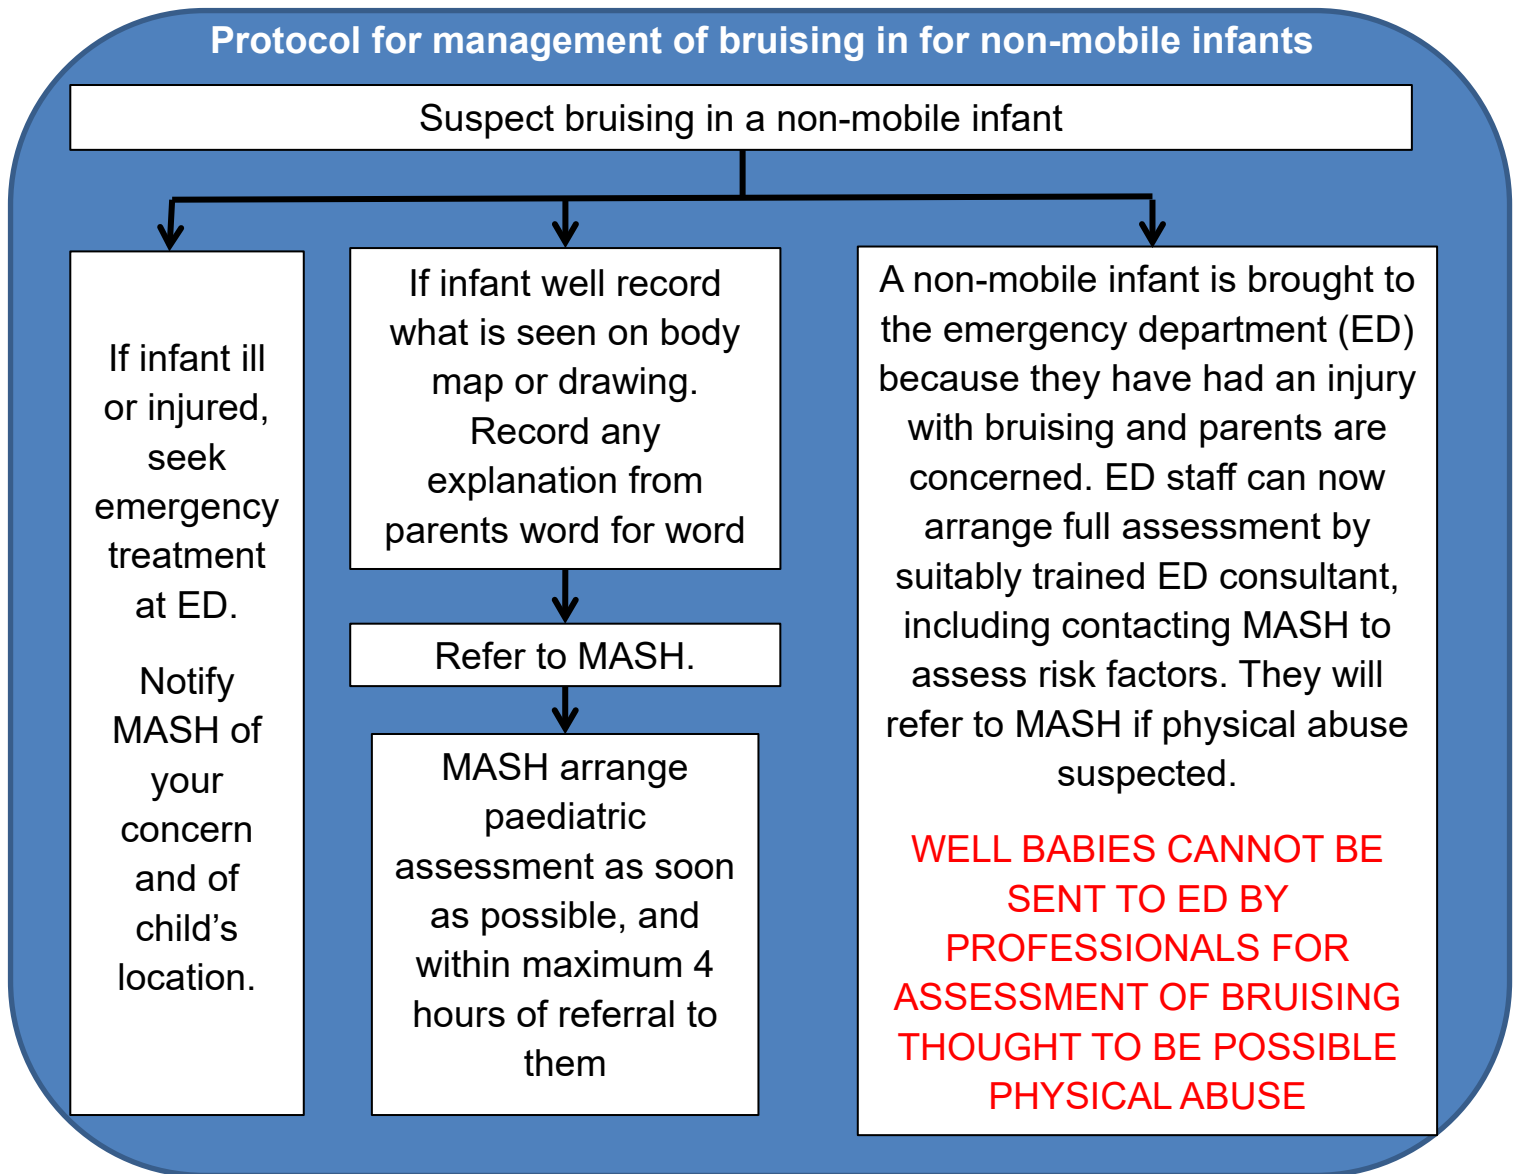 Protocol for management of bruising in for non-mobile infants
Suspect bruising in a non-mobile infant
If infant ill
or injured,
seek
emergency
treatment
at ED.
Notify
MASH of
your
concern
and of
child’s
location.
If infant well record
what is seen on body
map or drawing.
Record any
explanation from
parents word for word
Refer to MASH.
MASH arrange
paediatric
assessment as soon
as possible, and
within maximum 4
hours of referral to
them
A non-mobile infant is brought to
the emergency department (ED)
because they have had an injury
with bruising and parents are
concerned. ED staff can now
arrange full assessment by
suitably trained ED consultant,
including contacting MASH to
assess risk factors. They will
refer to MASH if physical abuse
suspected.
WELL BABIES CANNOT BE
SENT TO ED BY
PROFESSIONALS FOR
ASSESSMENT OF BRUISING
THOUGHT TO BE POSSIBLE
PHYSICAL ABUSE